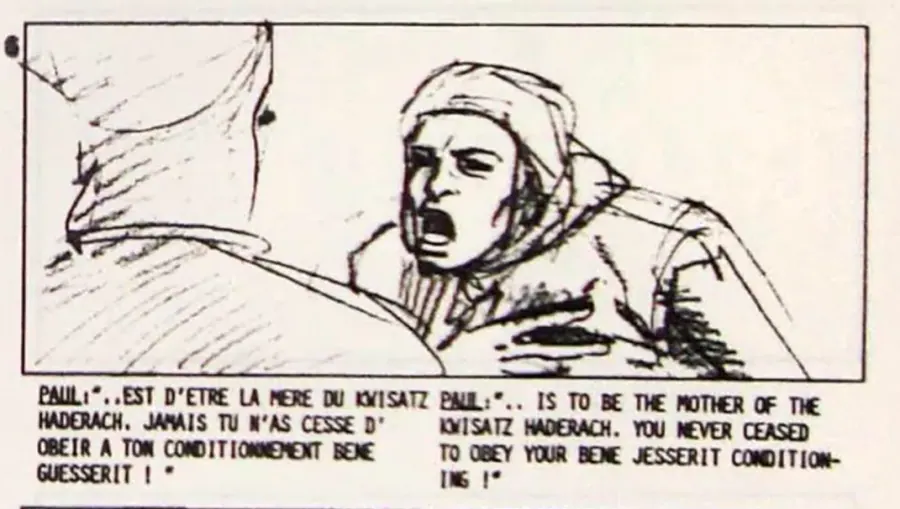 6
PAUL:"..EST D'ETRE LA MERE DU KWISATZ
HADERACH. JAMAIS TU N'AS CESSE D'
OBEIR A TON CONDITIONNEMENT BENE
GUESSERIT ! "
PAUL:".. IS TO BE THE MOTHER OF THE
KWISATZ HADERACH. YOU NEVER CEASED
TO OBEY YOUR BENE JESSERIT CONDITION-
ING !"